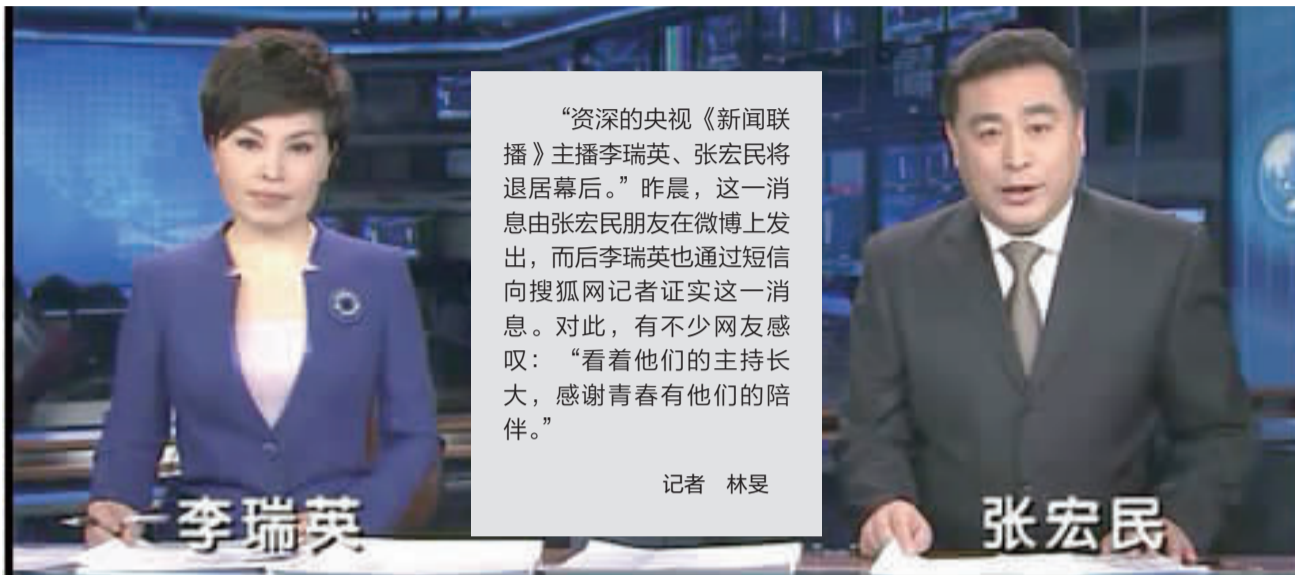 “资深的央视《新闻联
播》主播李瑞英、张宏民将
退居幕后。”昨晨，这一消
息由张宏民朋友在微博上发
出，而后李瑞英也通过短信
向搜狐网记者证实这一消
息。对此，有不少网友感
叹：“看着他们的主持长
大，感谢青春有他们的陪
伴。”
记者 林旻
李瑞英
张宏民